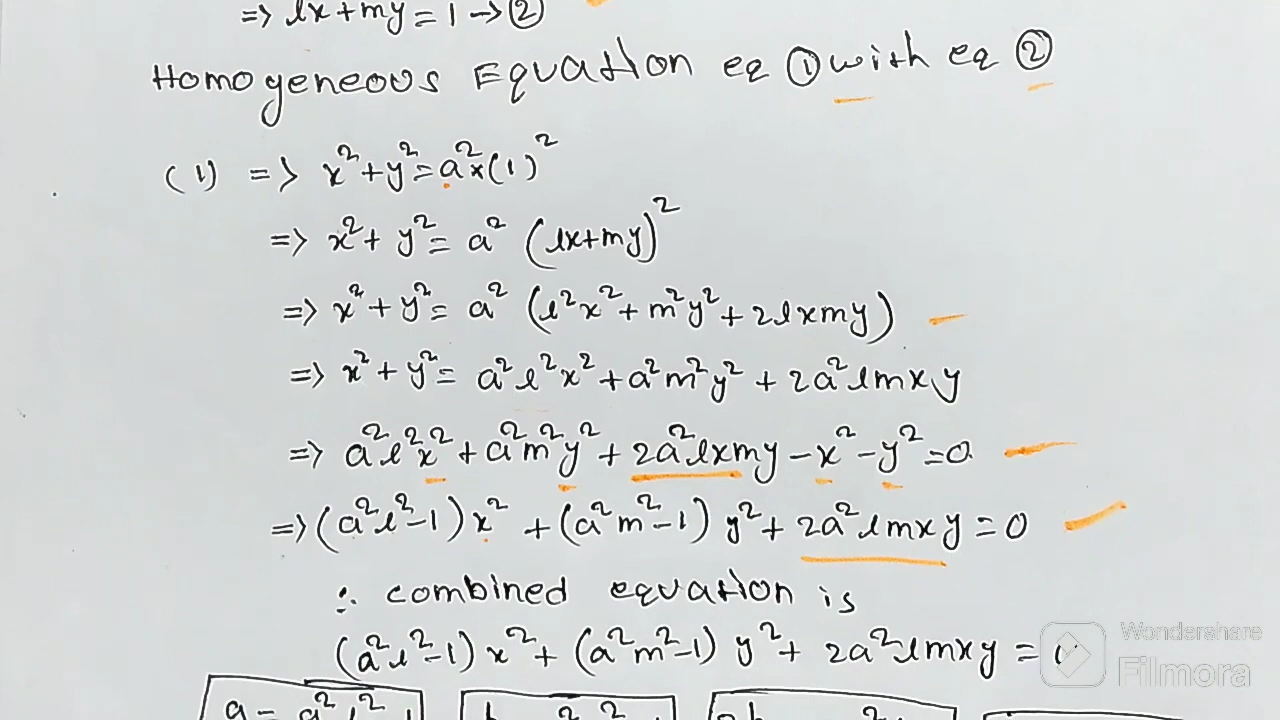 => lx+my=1 → ②
Homogeneous Equation eq ① with eq ②
(1) => x²+y²=a²×(1)²
=> x²+y²= a² (lx+my)²
=> x²+y²= a² (l²x²+m²y²+2lxmy)
=> x²+y²= a²l²x²+a²m²y²+2a²lmxy
=> a²l²x²+a²m²y²+2a²lxmy-x²-y²=0
=> (a²l²-1)x²+(a²m²-1)y²+2a²lmxy=0
∴ combined equation is
(a²l²-1)x²+(a²m²-1)y²+2a²lmxy=
Wondershare
Filmora